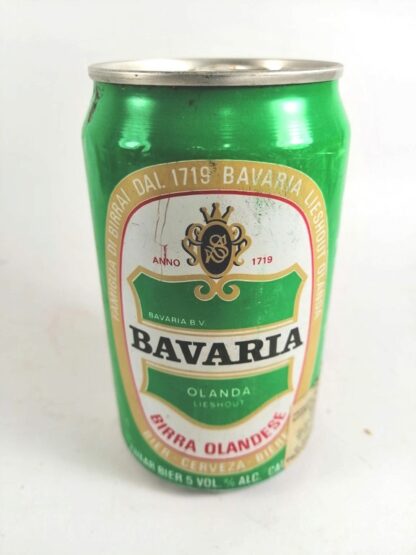 FAMIGLIA DI BIRRAI DAL 1719 BAVARIA LIESHOUT OLANDA
ANNO 1719
BAVARIA B.V.
BAVARIA
OLANDA
LIESHOUT
BIRRA OLANDESE
BIER - CERVEZA - BIERE
BIER 5 VOL. % ALC.